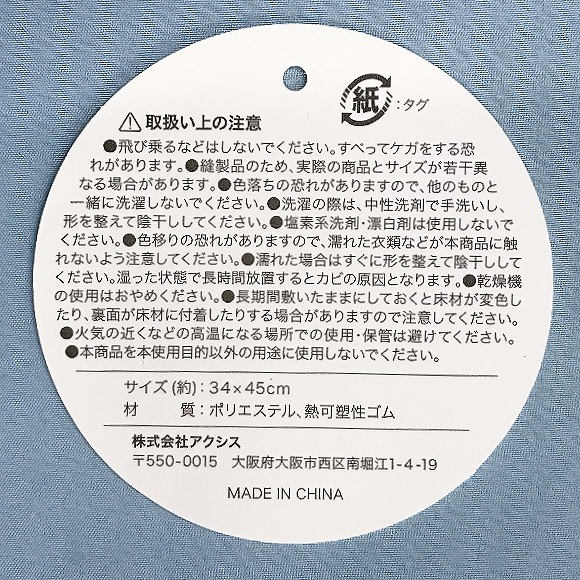 紙:タグ
⚠取扱い上の注意
●飛び乗るなどはしないでください。すべってケガをする恐
れがあります。●縫製品のため、実際の商品とサイズが若干異
なる場合があります。●色落ちの恐れがありますので、他のものと
一緒に洗濯しないでください。●洗濯の際は、中性洗剤で手洗いし、
形を整えて陰干ししてください。●塩素系洗剤・漂白剤は使用しないで
ください。●色移りの恐れがありますので、濡れた衣類などが本商品に触
れないよう注意してください。●濡れた場合はすぐに形を整えて陰干しして
ください。湿った状態で長時間放置するとカビの原因となります。●乾燥機
の使用はおやめください。●長期間敷いたままにしておくと床材が変色し
たり、裏面が床材に付着したりする場合がありますので注意してください。
●火気の近くなどの高温になる場所での使用・保管は避けてください。
●本商品を本使用目的以外の用途に使用しないでください。
サイズ(約):34×45cm
材 質:ポリエステル、熱可塑性ゴム
株式会社アクシス
〒550-0015 大阪府大阪市西区南堀江1-4-19
MADE IN CHINA